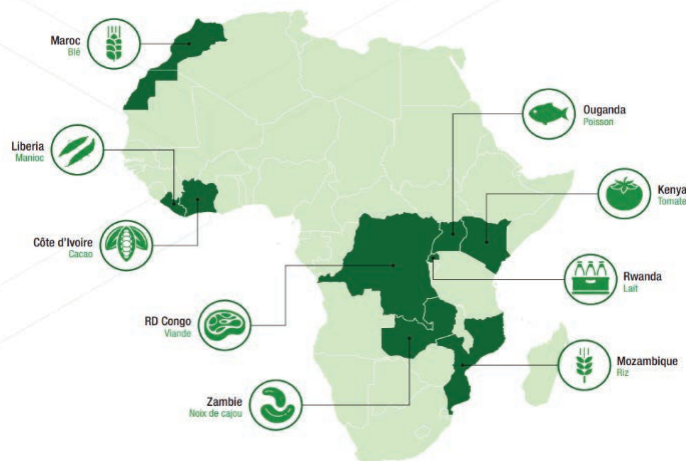 Maroc
Blé
Ouganda
Poisson
Liberia
Manioc
Kenya
Tomate
Côte d'Ivoire
Cacao
Rwanda
Lait
RD Congo
Viande
Mozambique
Riz
Zambie
Noix de cajou